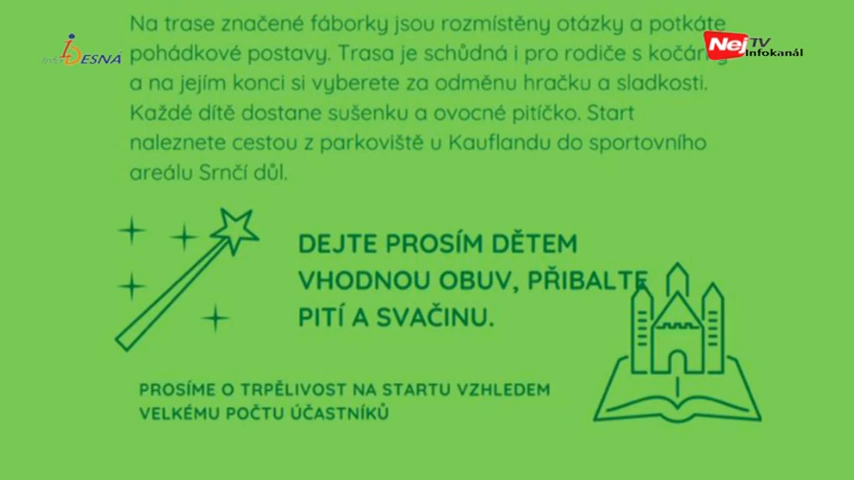 Na trase značené fáborky jsou rozmístěny otázky a potkáte
pohádkové postavy. Trasa je schůdná i pro rodiče s kočárky
a na jejím konci si vyberete za odměnu hračku a sladkosti.
Každé dítě dostane sušenku a ovocné pitíčko. Start
naleznete cestou z parkoviště u Kauflandu do sportovního
areálu Srnčí důl.
DEJTE PROSÍM DĚTEM
VHODNOU OBUV, PŘIBALTE
PITÍ A SVAČINU.
PROSÍME O TRPĚLIVOST NA STARTU VZHLEDEM
VELKÉMU POČTU ÚČASTNÍKŮ
DESNÁ
Nej TV
Infokanál